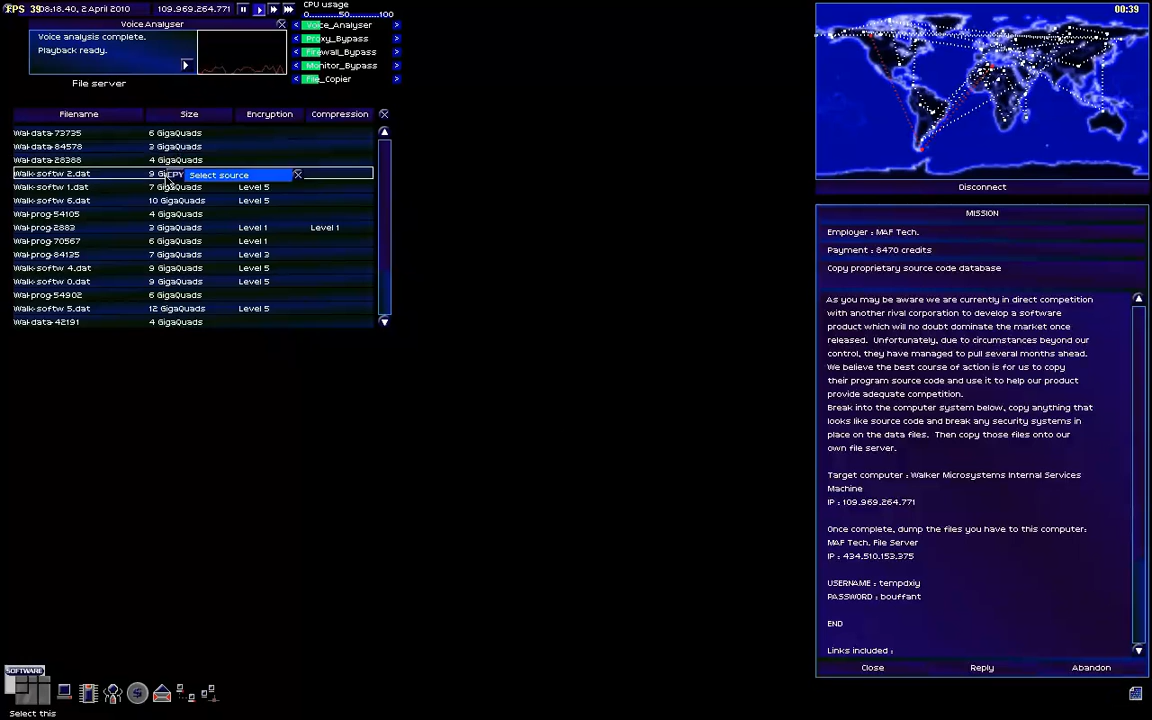 FPS 39 08:18.40, 2 April 2010 109.969.264.771
CPU usage
0 50 100
Voice Analyser
Voice analysis complete.
Playback ready.
File server
< Voice_Analyser >
< Proxy_Bypass >
< Firewall_Bypass >
< Monitor_Bypass >
< File_Copier >
Filename Size Encryption Compression
Wal-data-73735 6 GigaQuads
Wal-data-84578 3 GigaQuads
Wal-data-28388 4 GigaQuads
Walk-softw 2.dat 9 Gi
CPY Select source
Walk-softw 1.dat 7 GigaQuads Level 5
Walk-softw 6.dat 10 GigaQuads Level 5
Wal-prog-54105 4 GigaQuads
Wal-prog-2883 3 GigaQuads Level 1 Level 1
Wal-prog-70567 6 GigaQuads Level 1
Wal-prog-84135 7 GigaQuads Level 3
Walk-softw 4.dat 9 GigaQuads Level 5
Walk-softw 0.dat 9 GigaQuads Level 5
Wal-prog-54902 6 GigaQuads
Walk-softw 5.dat 12 GigaQuads Level 5
Wal-data-42191 4 GigaQuads
00:39
Disconnect
MISSION
Employer : MAF Tech.
Payment : 8470 credits
Copy proprietary source code database
As you may be aware we are currently in direct competition
with another rival corporation to develop a software
product which will no doubt dominate the market once
released. Unfortunately, due to circumstances beyond our
control, they have managed to pull several months ahead.
We believe the best course of action is for us to copy
their program source code and use it to help our product
provide adequate competition.
Break into the computer system below, copy anything that
looks like source code and break any security systems in
place on the data files. Then copy those files onto our
own file server.
Target computer : Walker Microsystems Internal Services
Machine
IP : 109.969.264.771
Once complete, dump the files you have to this computer:
MAF Tech. File Server
IP : 434.510.153.375
USERNAME : tempdxiy
PASSWORD : bouffant
END
Links included :
Close Reply Abandon
SOFTWARE
Select this